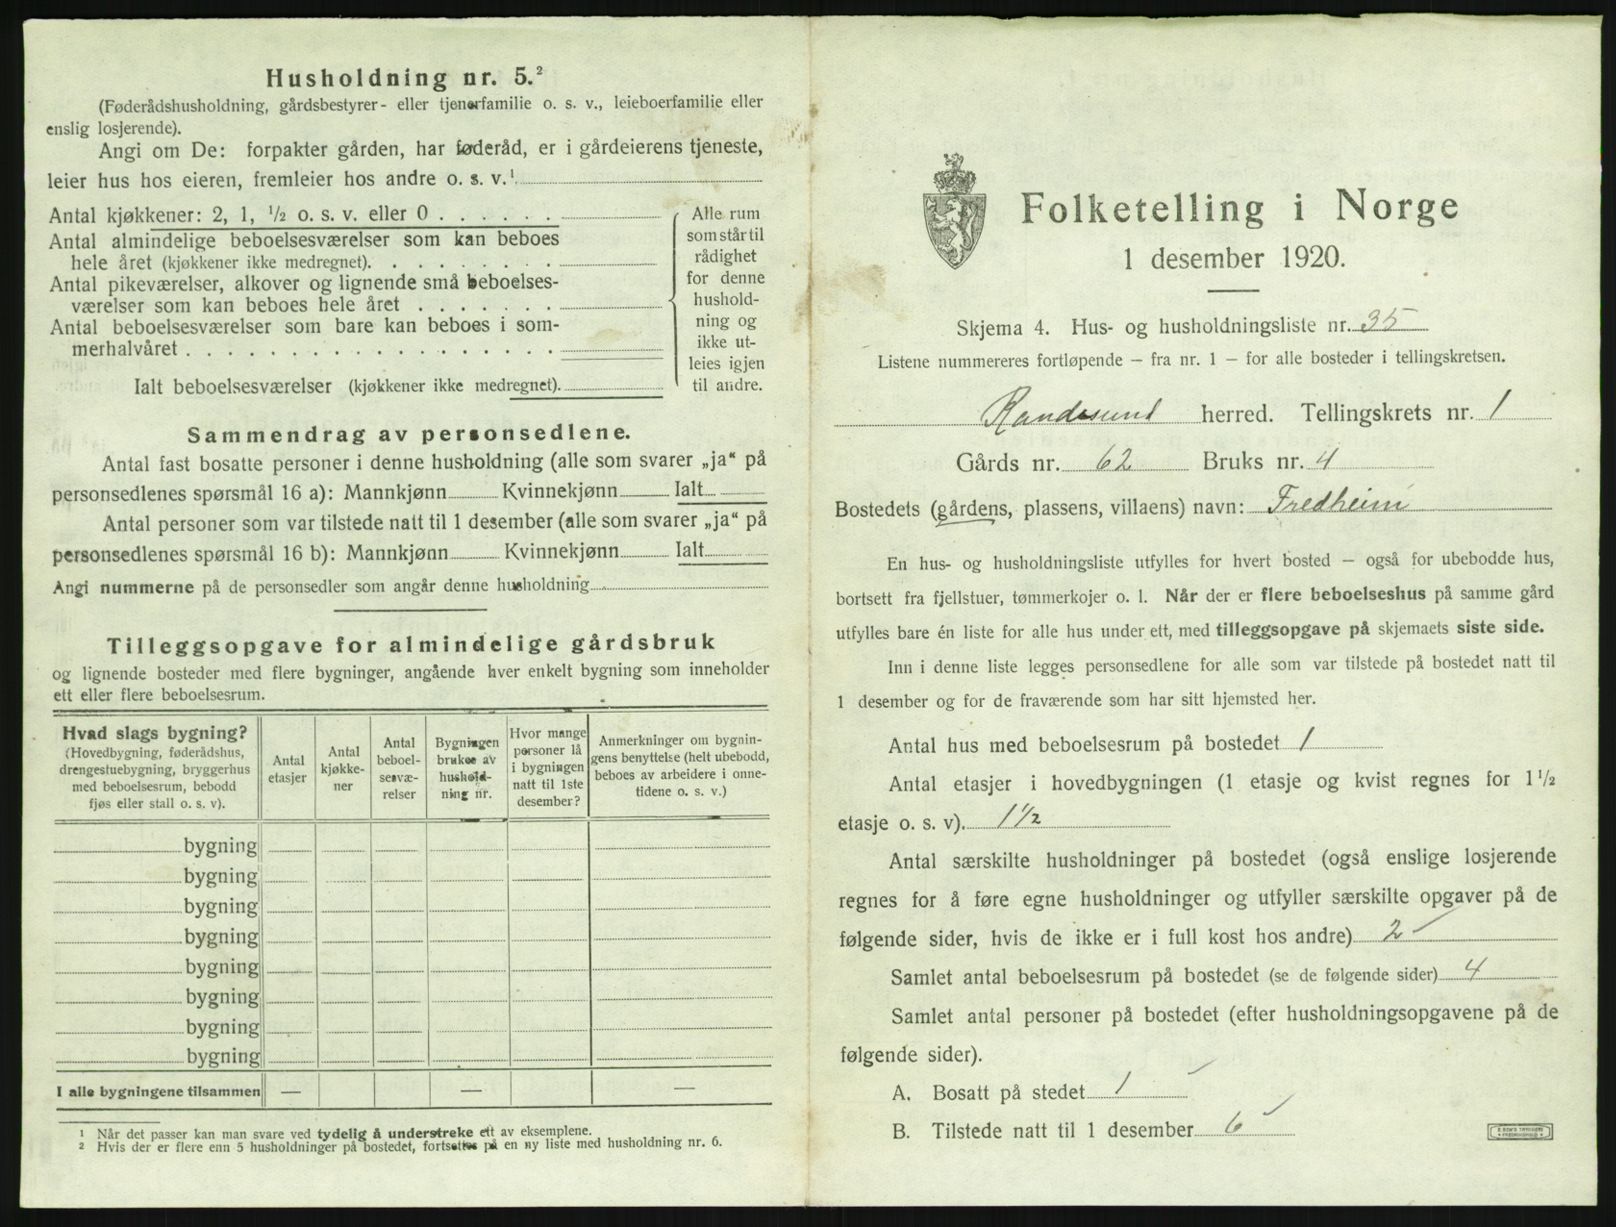 Husholdning nr. 5.²
(Føderådshusholdning, gårdsbestyrer- eller tjenerfamilie o. s. v., leieboerfamilie eller
enslig losjerende).
Angi om De: forpakter gården, har føderåd, er i gårdeierens tjeneste,
leier hus hos eieren, fremleier hos andre o. s. v.¹
Antal kjøkkener: 2, 1, ½ o. s. v. eller 0 . . . . . .
Antal almindelige beboelsesværelser som kan beboes
hele året (kjøkkener ikke medregnet). . . . . . . .
Antal pikeværelser, alkover og lignende små beboelses-
værelser som kan beboes hele året . . . . . . .
Antal beboelsesværelser som bare kan beboes i som-
merhalvåret . . . . . . . . . . . . . . . . .
Ialt beboelsesværelser (kjøkkener ikke medregnet).
Alle rum
som står til
rådighet
for denne
hushold-
ning og
ikke ut-
leies igjen
til andre.
Sammendrag av personsedlene.
Antal fast bosatte personer i denne husholdning (alle som svarer „ja“ på
personsedlenes spørsmål 16 a): Mannkjønn Kvinnekjønn Ialt
Antal personer som var tilstede natt til 1 desember (alle som svarer „ja“ på
personsedlenes spørsmål 16 b): Mannkjønn Kvinnekjønn Ialt
Angi nummerne på de personsedler som angår denne husholdning
Tilleggsopgave for almindelige gårdsbruk
og lignende bosteder med flere bygninger, angående hver enkelt bygning som inneholder
ett eller flere beboelsesrum.
Hvad slags bygning?
(Hovedbygning, føderådshus,
drengestuebygning, bryggerhus
med beboelsesrum, bebodd
fjøs eller stall o. s. v).
Antal
etasjer
Antal
kjøkke-
ner
Antal
beboel-
sesvæ-
relser
Bygningen
brukes av
hushold-
ning nr.
Hvor mange
personer lå
i bygningen
natt til 1ste
desember?
Anmerkninger om bygnin-
gens benyttelse (helt ubebodd,
beboes av arbeidere i onne-
tidene o. s. v.)
bygning
bygning
bygning
bygning
bygning
bygning
bygning
bygning
I alle bygningene tilsammen — — —
¹ Når det passer kan man svare ved tydelig å understreke ett av eksemplene.
² Hvis der er flere enn 5 husholdninger på bostedet, fortsettes på en ny liste med husholdning nr. 6.
Folketelling i Norge
1 desember 1920.
Skjema 4. Hus- og husholdningsliste nr. 35
Listene nummereres fortløpende – fra nr. 1 – for alle bosteder i tellingskretsen.
Randesund herred. Tellingskrets nr. 1
Gårds nr. 62 Bruks nr. 4
Bostedets (gårdens, plassens, villaens) navn: Fredheim
En hus- og husholdningsliste utfylles for hvert bosted – også for ubebodde hus,
bortsett fra fjellstuer, tømmerkojer o. l. Når der er flere beboelseshus på samme gård
utfylles bare én liste for alle hus under ett, med tilleggsopgave på skjemaets siste side.
Inn i denne liste legges personsedlene for alle som var tilstede på bostedet natt til
1 desember og for de fraværende som har sitt hjemsted her.
Antal hus med beboelsesrum på bostedet 1
Antal etasjer i hovedbygningen (1 etasje og kvist regnes for 1 ½
etasje o. s. v). 1½
Antal særskilte husholdninger på bostedet (også enslige losjerende
regnes for å føre egne husholdninger og utfyller særskilte opgaver på de
følgende sider, hvis de ikke er i full kost hos andre) 2
Samlet antal beboelsesrum på bostedet (se de følgende sider) 4
Samlet antal personer på bostedet (efter husholdningsopgavene på de
følgende sider).
A. Bosatt på stedet 1
B. Tilstede natt til 1 desember 6